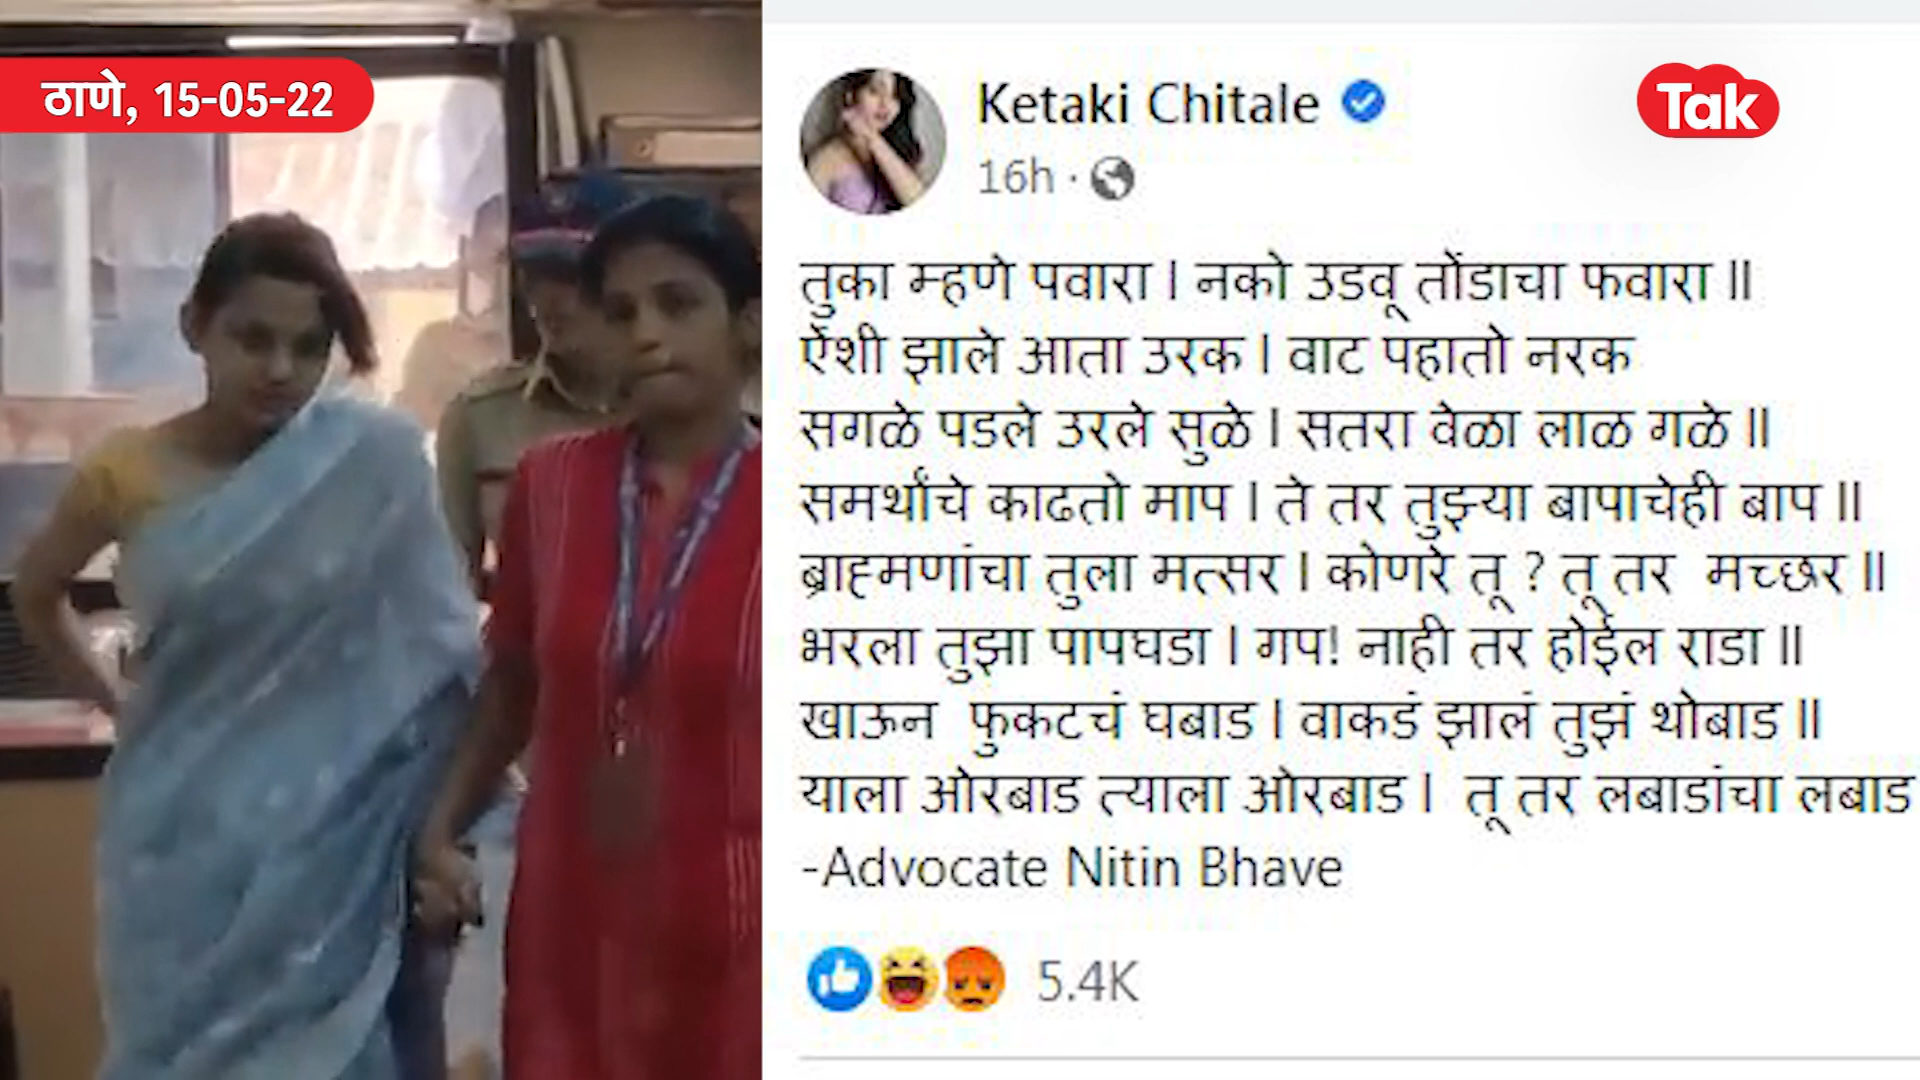 ठाणे, 15-05-22
Tak
Ketaki Chitale
16h ·
तुका म्हणे पवारा । नको उडवू तोंडाचा फवारा ॥
ऐंशी झाले आता उरक । वाट पहातो नरक
सगळे पडले उरले सुळे । सतरा वेळा लाळ गळे ॥
समर्थांचे काढतो माप । ते तर तुझ्या बापाचेही बाप ॥
ब्राह्मणांचा तुला मत्सर । कोणरे तू ? तू तर मच्छर ॥
भरला तुझा पापघडा । गप! नाही तर होईल राडा ॥
खाऊन फुकटचं घबाड । वाकडं झालं तुझं थोबाड ॥
याला ओरबाड त्याला ओरबाड । तू तर लबाडांचा लबाड
-Advocate Nitin Bhave
5.4K